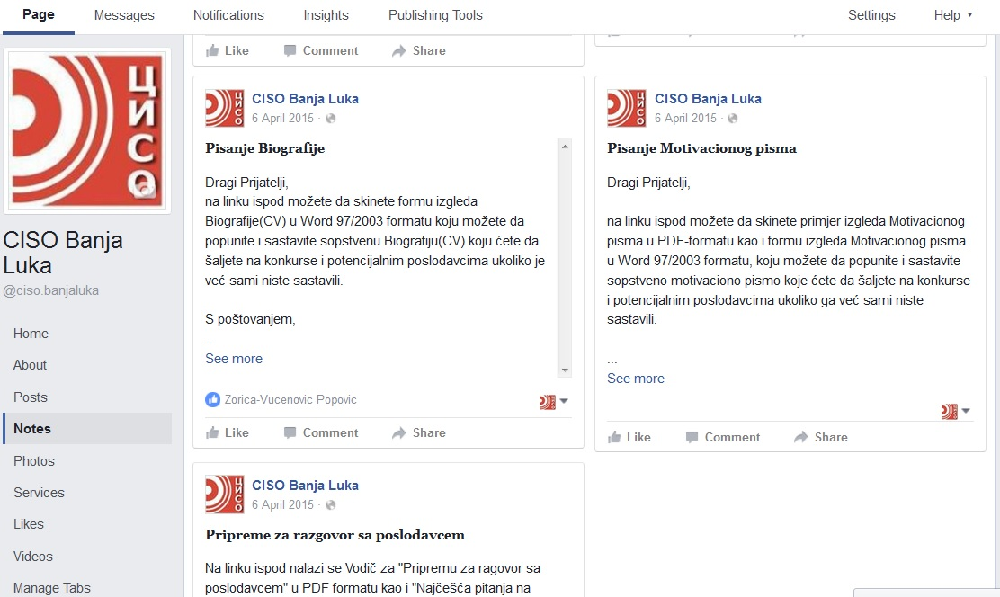 Page
Messages
Notifications
Insights
Publishing Tools
Settings
Help
ЦИСО
CISO Banja
Luka
@ciso.banjaluka
Home
About
Posts
Notes
Photos
Services
Likes
Videos
Manage Tabs
Like Comment Share
ЦИСО
CISO Banja Luka
6 April 2015 ·
Pisanje Biografije
Dragi Prijatelji,
na linku ispod možete da skinete formu izgleda
Biografije(CV) u Word 97/2003 formatu koju možete da
popunite i sastavite sopstvenu Biografiju(CV) koju ćete da
šaljete na konkurse i potencijalnim poslodavcima ukoliko je
već sami niste sastavili.
S poštovanjem,
...
See more
Zorica-Vucenovic Popovic
Like Comment Share
ЦИСО
CISO Banja Luka
6 April 2015 ·
Pisanje Motivacionog pisma
Dragi Prijatelji,
na linku ispod možete da skinete primjer izgleda Motivacionog
pisma u PDF-formatu kao i formu izgleda Motivacionog pisma
u Word 97/2003 formatu, koju možete da popunite i sastavite
sopstveno motivaciono pismo koje ćete da šaljete na konkurse
i potencijalnim poslodavcima ukoliko ga već sami niste
sastavili.
...
See more
Like Comment Share
ЦИСО
CISO Banja Luka
6 April 2015 ·
Pripreme za razgovor sa poslodavcem
Na linku ispod nalazi se Vodič za "Pripremu za ragovor sa
poslodavcem" u PDF formatu kao i "Najčešća pitanja na